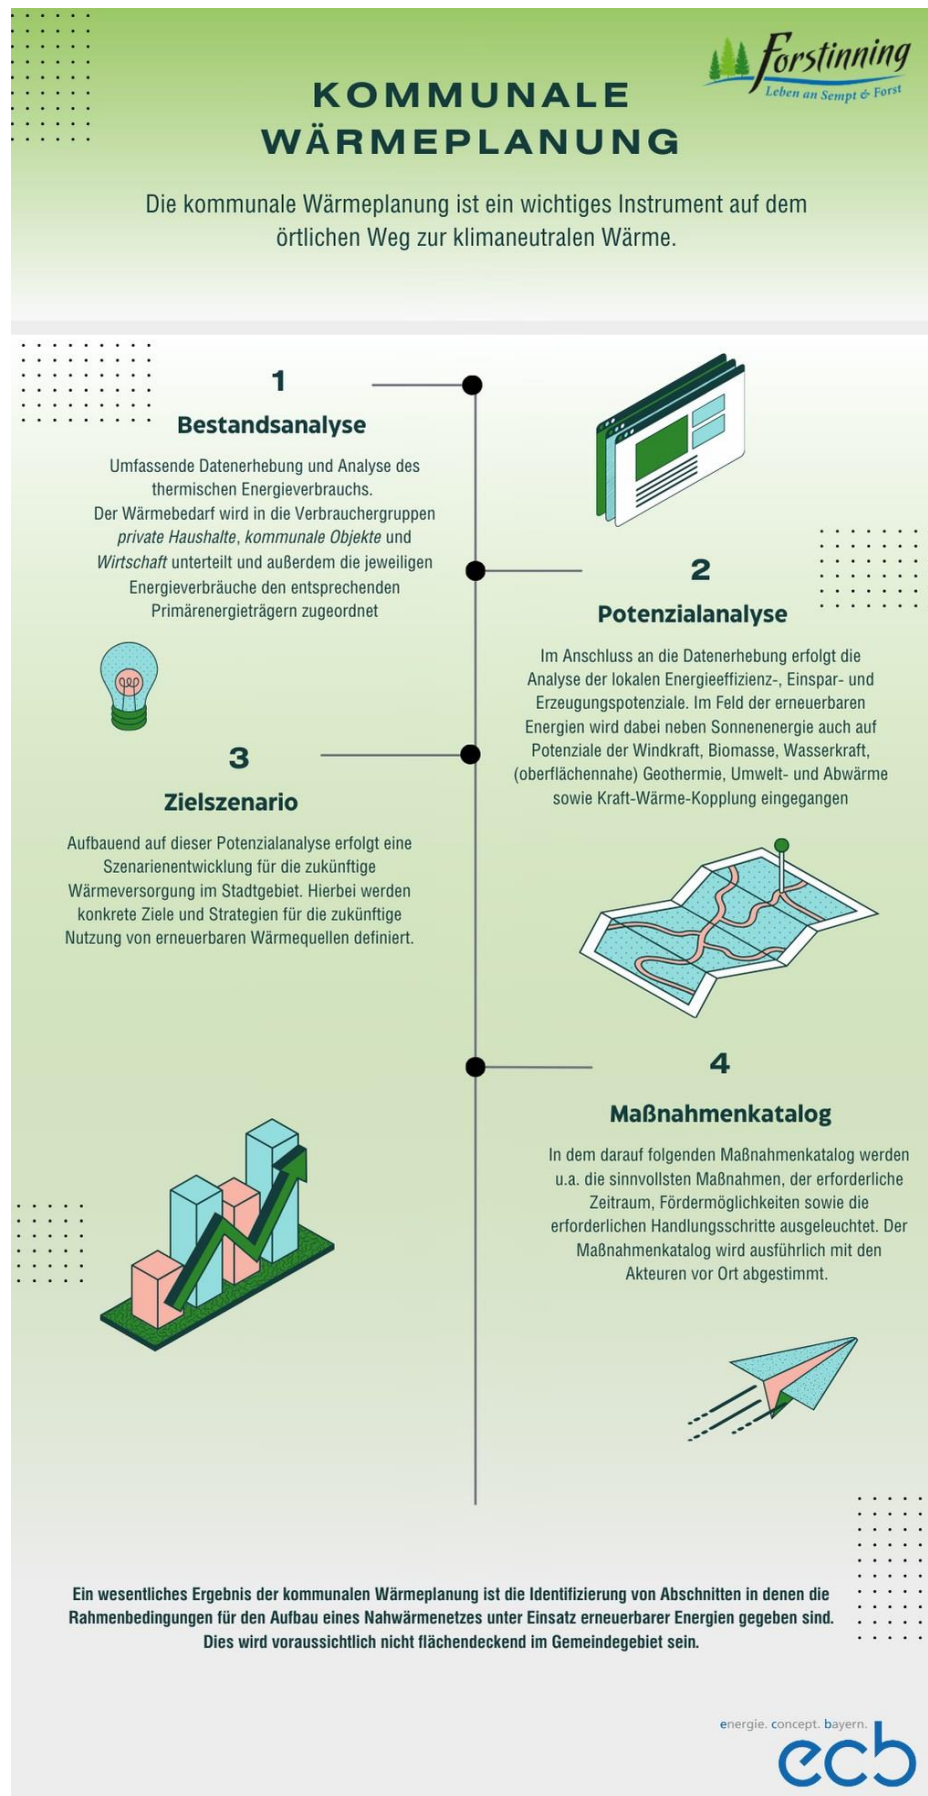 Forstinning
Leben an Sempt & Forst
KOMMUNALE
WÄRMEPLANUNG
Die kommunale Wärmeplanung ist ein wichtiges Instrument auf dem
örtlichen Weg zur klimaneutralen Wärme.
1
Bestandsanalyse
Umfassende Datenerhebung und Analyse des
thermischen Energieverbrauchs.
Der Wärmebedarf wird in die Verbrauchergruppen
private Haushalte, kommunale Objekte und
Wirtschaft unterteilt und außerdem die jeweiligen
Energieverbräuche den entsprechenden
Primärenergieträgern zugeordnet
2
Potenzialanalyse
Im Anschluss an die Datenerhebung erfolgt die
Analyse der lokalen Energieeffizienz-, Einspar- und
Erzeugungspotenziale. Im Feld der erneuerbaren
Energien wird dabei neben Sonnenenergie auch auf
Potenziale der Windkraft, Biomasse, Wasserkraft,
(oberflächennahe) Geothermie, Umwelt- und Abwärme
sowie Kraft-Wärme-Kopplung eingegangen
3
Zielszenario
Aufbauend auf dieser Potenzialanalyse erfolgt eine
Szenarienentwicklung für die zukünftige
Wärmeversorgung im Stadtgebiet. Hierbei werden
konkrete Ziele und Strategien für die zukünftige
Nutzung von erneuerbaren Wärmequellen definiert.
4
Maßnahmenkatalog
In dem darauf folgenden Maßnahmenkatalog werden
u.a. die sinnvollsten Maßnahmen, der erforderliche
Zeitraum, Fördermöglichkeiten sowie die
erforderlichen Handlungsschritte ausgeleuchtet. Der
Maßnahmenkatalog wird ausführlich mit den
Akteuren vor Ort abgestimmt.
Ein wesentliches Ergebnis der kommunalen Wärmeplanung ist die Identifizierung von Abschnitten in denen die
Rahmenbedingungen für den Aufbau eines Nahwärmenetzes unter Einsatz erneuerbarer Energien gegeben sind.
Dies wird voraussichtlich nicht flächendeckend im Gemeindegebiet sein.
energie. concept. bayern.
ecb